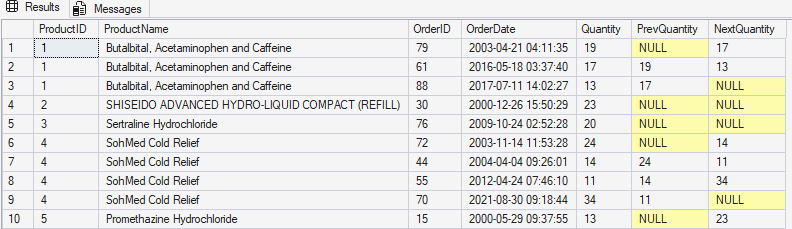 Results Messages
ProductID ProductName OrderID OrderDate Quantity PrevQuantity NextQuantity
1 1 Butalbital, Acetaminophen and Caffeine 79 2003-04-21 04:11:35 19 NULL 17
2 1 Butalbital, Acetaminophen and Caffeine 61 2016-05-18 03:37:40 17 19 13
3 1 Butalbital, Acetaminophen and Caffeine 88 2017-07-11 14:02:27 13 17 NULL
4 2 SHISEIDO ADVANCED HYDRO-LIQUID COMPACT (REFILL) 30 2000-12-26 15:50:29 23 NULL NULL
5 3 Sertraline Hydrochloride 76 2009-10-24 02:52:28 20 NULL NULL
6 4 SohMed Cold Relief 72 2003-11-14 11:53:28 24 NULL 14
7 4 SohMed Cold Relief 44 2004-04-04 09:26:01 14 24 11
8 4 SohMed Cold Relief 55 2012-04-24 07:46:10 11 14 34
9 4 SohMed Cold Relief 70 2021-08-30 09:18:44 34 11 NULL
10 5 Promethazine Hydrochloride 15 2000-05-29 09:37:55 13 NULL 23